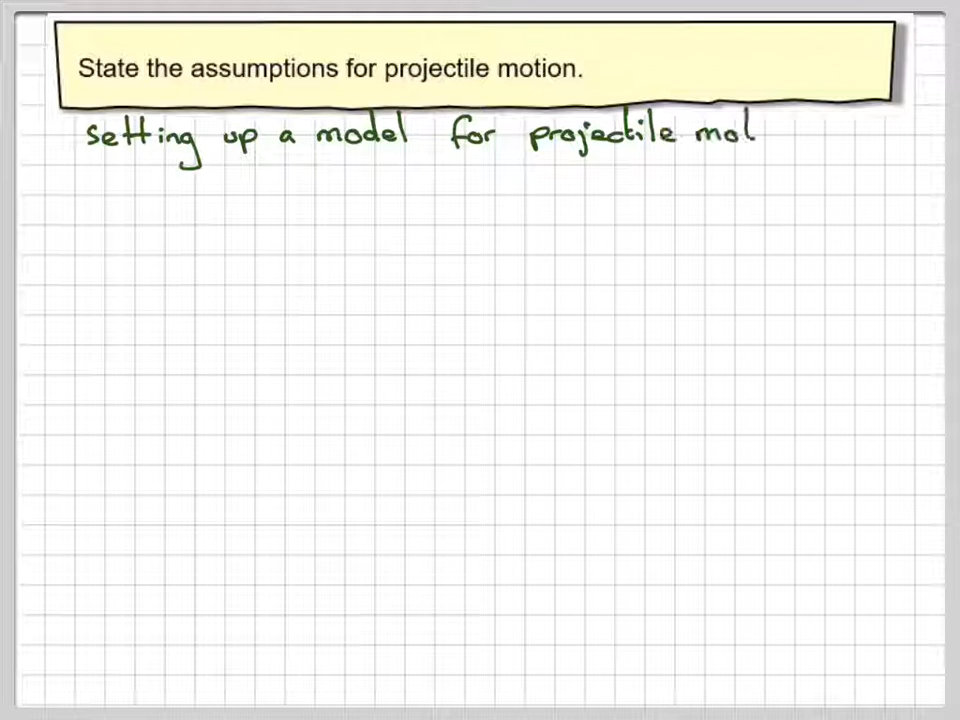 State the assumptions for projectile motion.
setting up a model for projectile mot